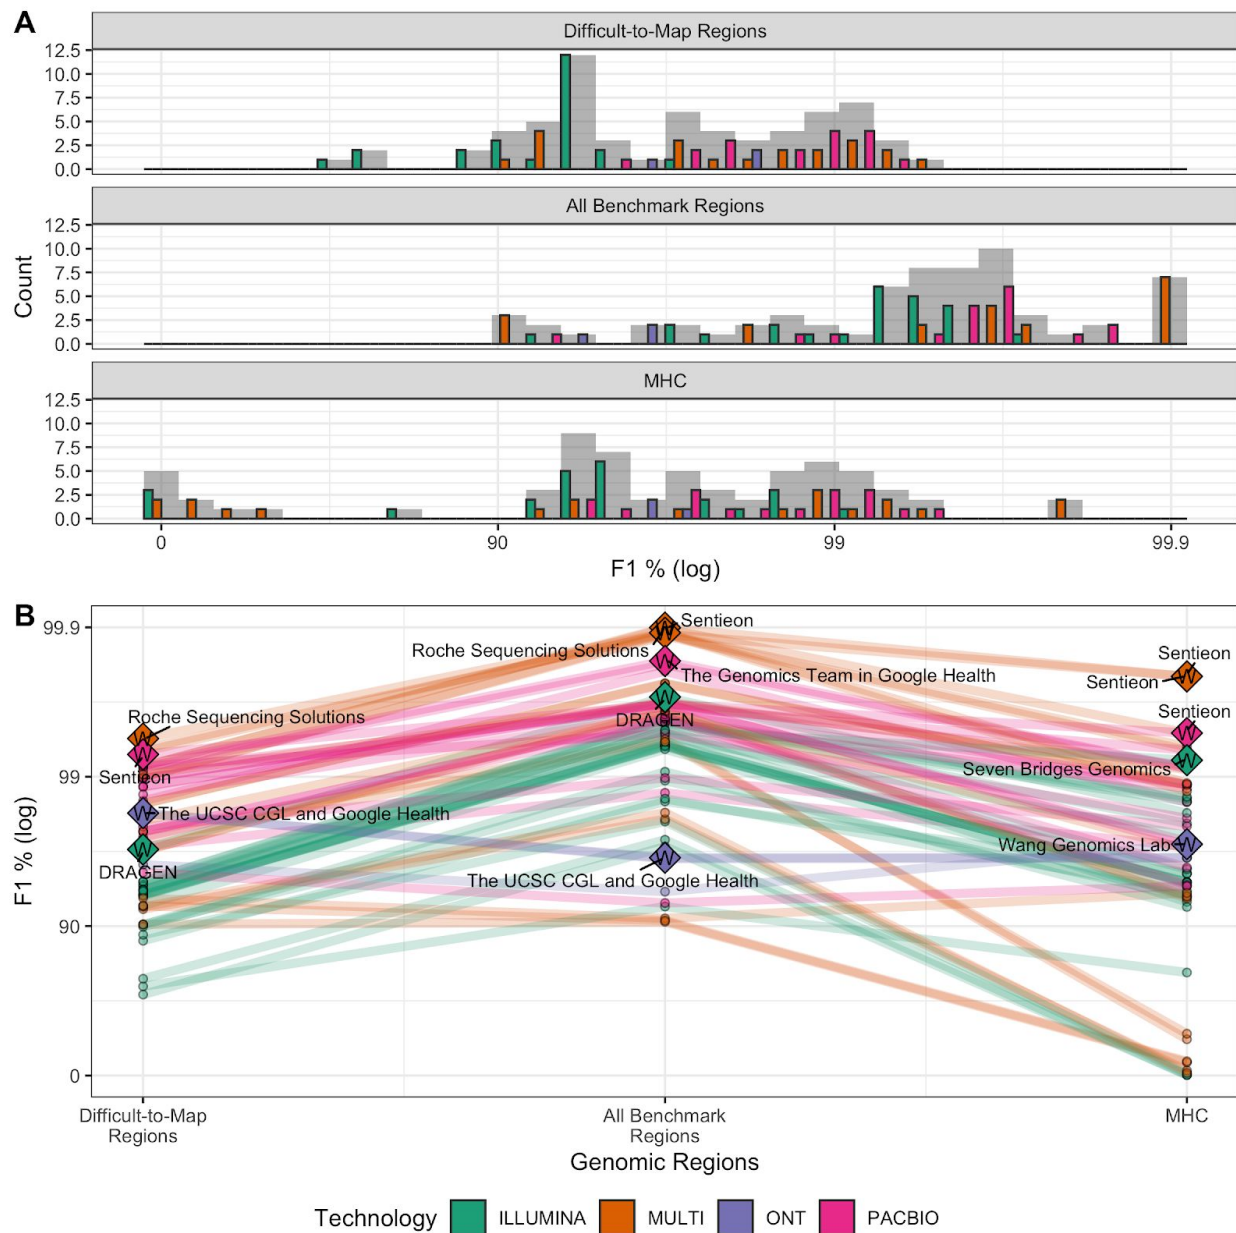 A
Difficult-to-Map Regions
12.5
10.0
7.5
5.0
2.5
0.0
All Benchmark Regions
12.5
10.0
7.5
5.0
2.5
0.0
Count
MHC
12.5
10.0
7.5
5.0
2.5
0.0
0 90 99 99.9
F1 % (log)
B
99.9
99
90
0
F1 % (log)
Sentieon
Roche Sequencing Solutions
The Genomics Team in Google Health
DRAGEN
Roche Sequencing Solutions
Sentieon
The UCSC CGL and Google Health
DRAGEN
The UCSC CGL and Google Health
Sentieon
Sentieon
Sentieon
Seven Bridges Genomics
Wang Genomics Lab
Difficult-to-Map
Regions
All Benchmark
Regions
MHC
Genomic Regions
Technology ILLUMINA MULTI ONT PACBIO